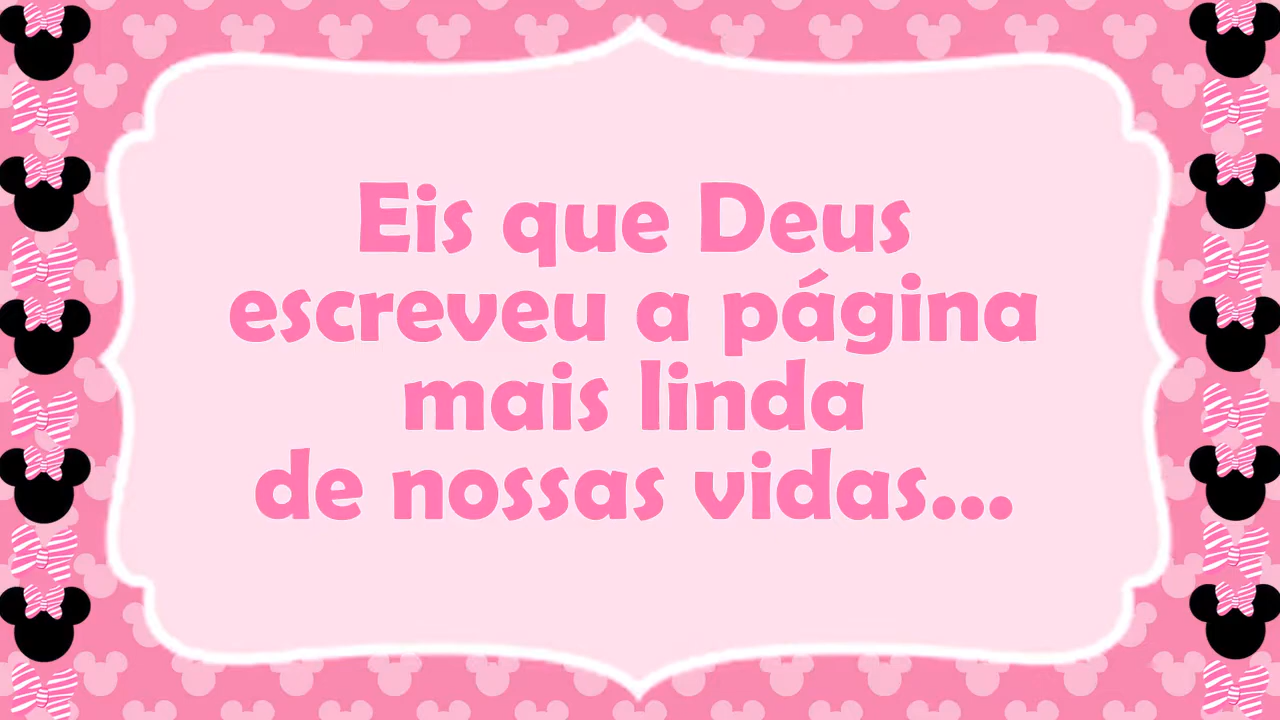 Eis que Deus
escreveu a página
mais linda
de nossas vidas...